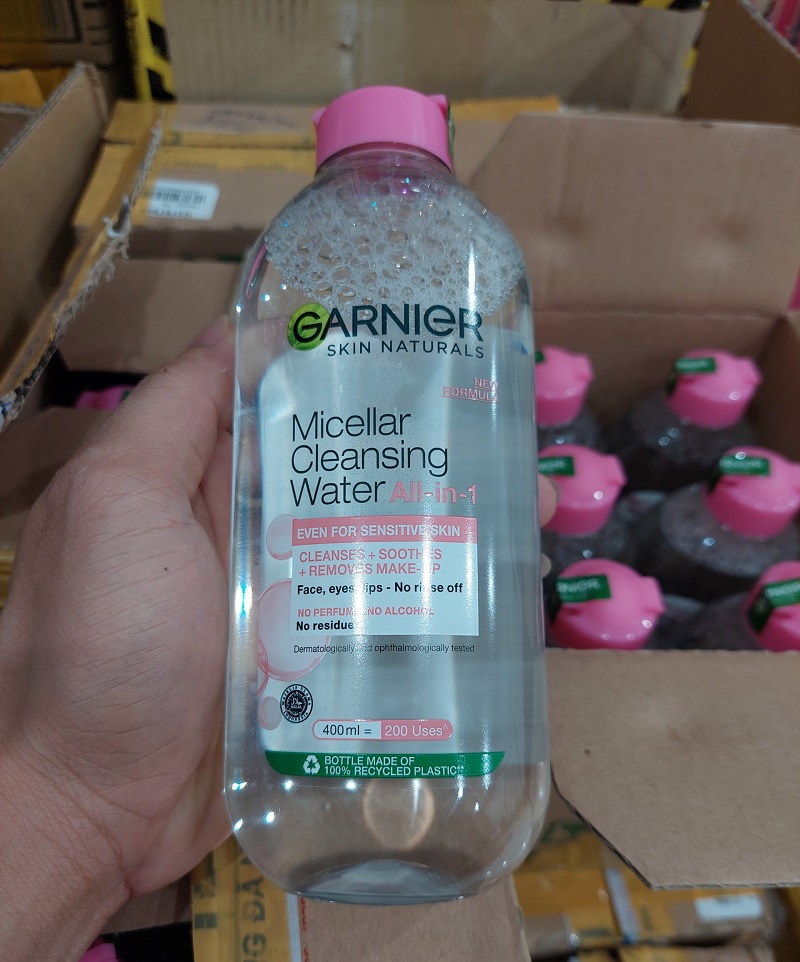 GARNIER
SKIN NATURALS
NEW
FORMULA
Micellar
Cleansing
Water All-in-1
EVEN FOR SENSITIVE SKIN
CLEANSES + SOOTHES
+ REMOVES MAKE-UP
Face, eyes, lips - No rinse off
NO PERFUME, NO ALCOHOL
No residue
Dermatologically and ophthalmologically tested
400ml = 200 Uses^
BOTTLE MADE OF
100% RECYCLED PLASTIC**